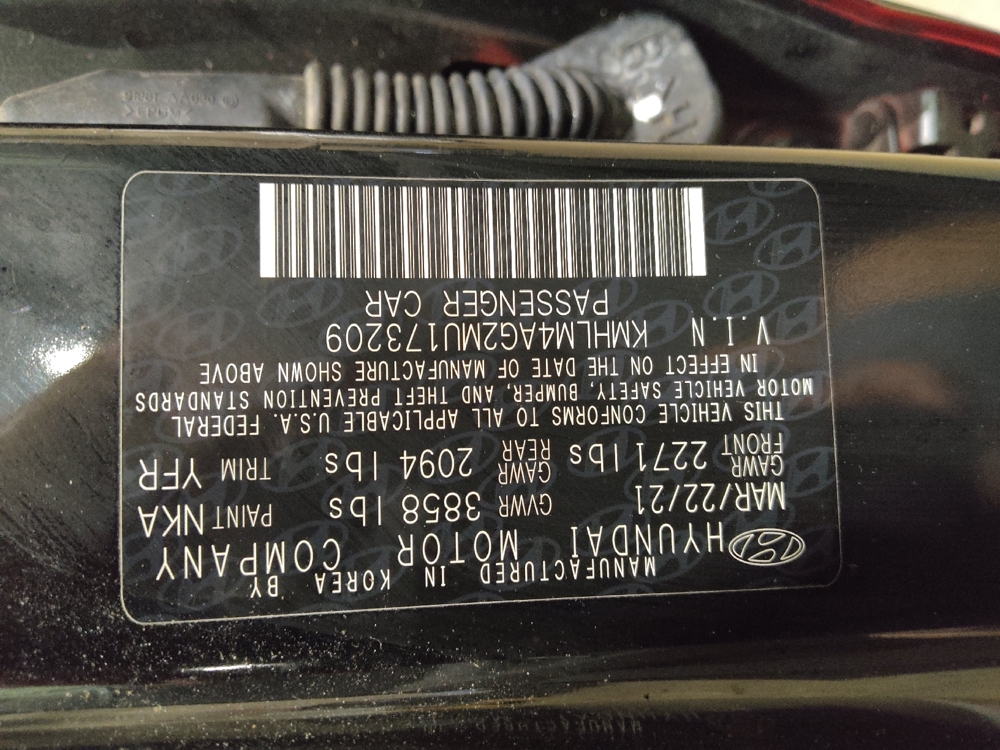 MANUFACTURED IN KOREA BY
HYUNDAI MOTOR COMPANY
MAR/22/21 GVWR 3858 lbs PAINT NKA
GAWR FRONT 2271 lbs GAWR REAR 2094 lbs TRIM YFR
THIS VEHICLE CONFORMS TO ALL APPLICABLE U.S.A. FEDERAL
MOTOR VEHICLE SAFETY, BUMPER, AND THEFT PREVENTION STANDARDS
IN EFFECT ON THE DATE OF MANUFACTURE SHOWN ABOVE
V.I.N KMHLM4AG2MU173209
PASSENGER CAR